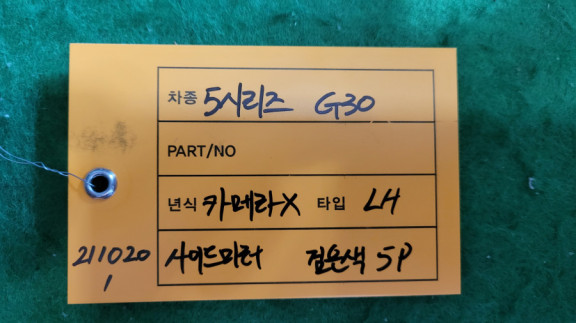 차종 5시리즈 G30
PART/NO
년식 카메라X 타입 LH
사이드미러 검은색 5P
211020
1